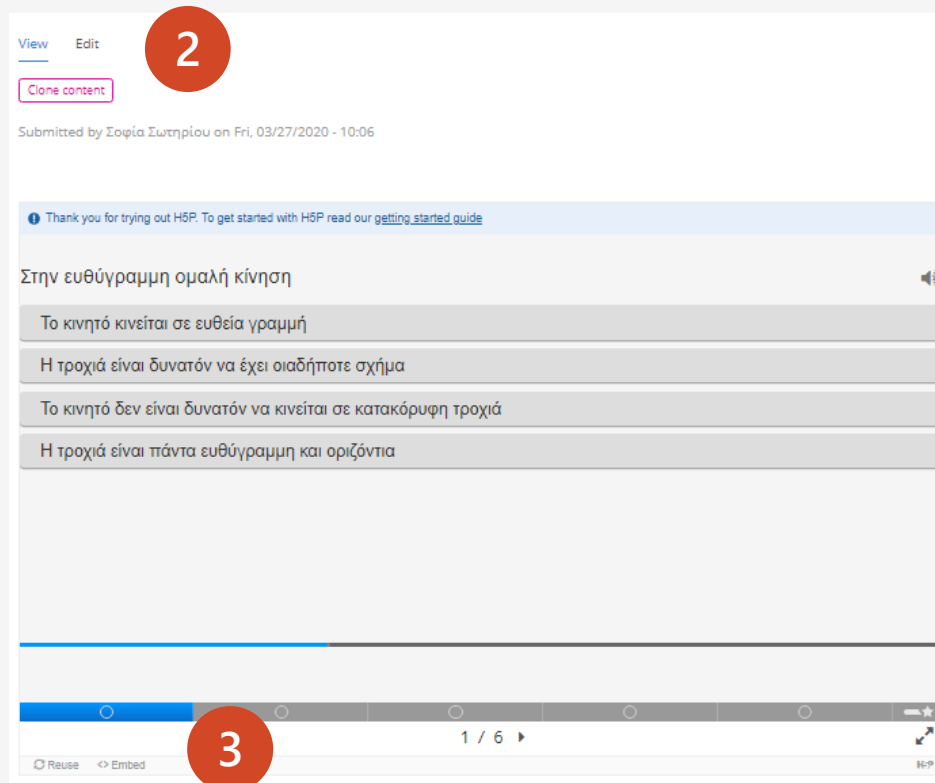 View Edit
2
Clone content
Submitted by Σοφία Σωτηρίου on Fri, 03/27/2020 - 10:06
Thank you for trying out H5P. To get started with H5P read our getting started guide
Στην ευθύγραμμη ομαλή κίνηση
Το κινητό κινείται σε ευθεία γραμμή
Η τροχιά είναι δυνατόν να έχει οιαδήποτε σχήμα
Το κινητό δεν είναι δυνατόν να κινείται σε κατακόρυφη τροχιά
Η τροχιά είναι πάντα ευθύγραμμη και οριζόντια
1 / 6
3
Reuse <> Embed
H5P